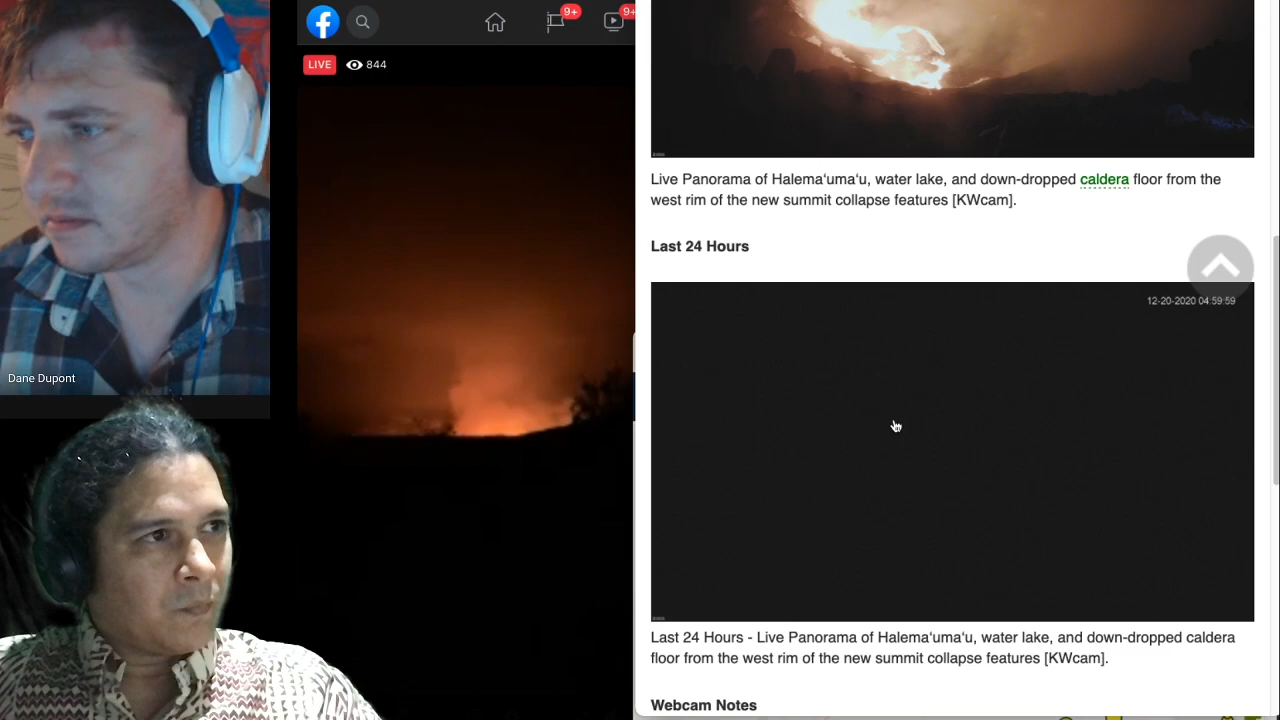 9+
9+
LIVE 844
Dane Dupont
Live Panorama of Halemaʻumaʻu, water lake, and down-dropped caldera floor from the
west rim of the new summit collapse features [KWcam].
Last 24 Hours
12-20-2020 04:59:59
Last 24 Hours - Live Panorama of Halemaʻumaʻu, water lake, and down-dropped caldera
floor from the west rim of the new summit collapse features [KWcam].
Webcam Notes